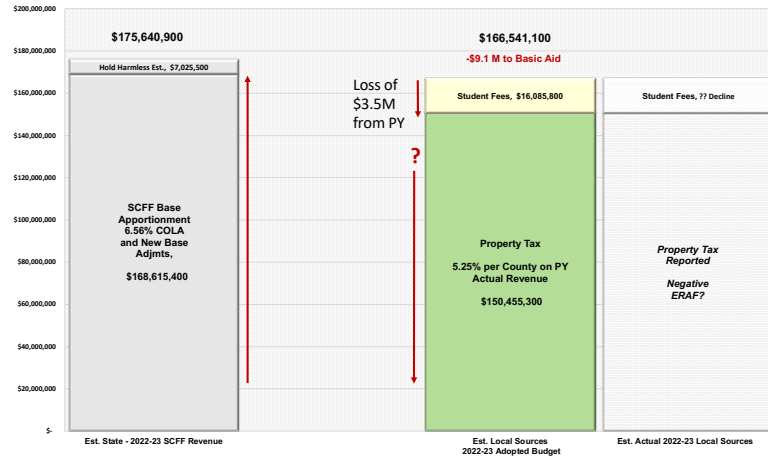 $200,000,000
$180,000,000
$160,000,000
$140,000,000
$120,000,000
$100,000,000
$80,000,000
$60,000,000
$40,000,000
$20,000,000
$-
$175,640,900
Hold Harmless Est., $7,025,500
SCFF Base
Apportionment
6.56% COLA
and New Base
Adjmts,
$168,615,400
Est. State - 2022-23 SCFF Revenue
Loss of
$3.5M
from PY
?
$166,541,100
-$9.1 M to Basic Aid
Student Fees, $16,085,800
Property Tax
5.25% per County on PY
Actual Revenue
$150,455,300
Est. Local Sources
2022-23 Adopted Budget
Student Fees, ?? Decline
Property Tax
Reported
Negative
ERAF?
Est. Actual 2022-23 Local Sources